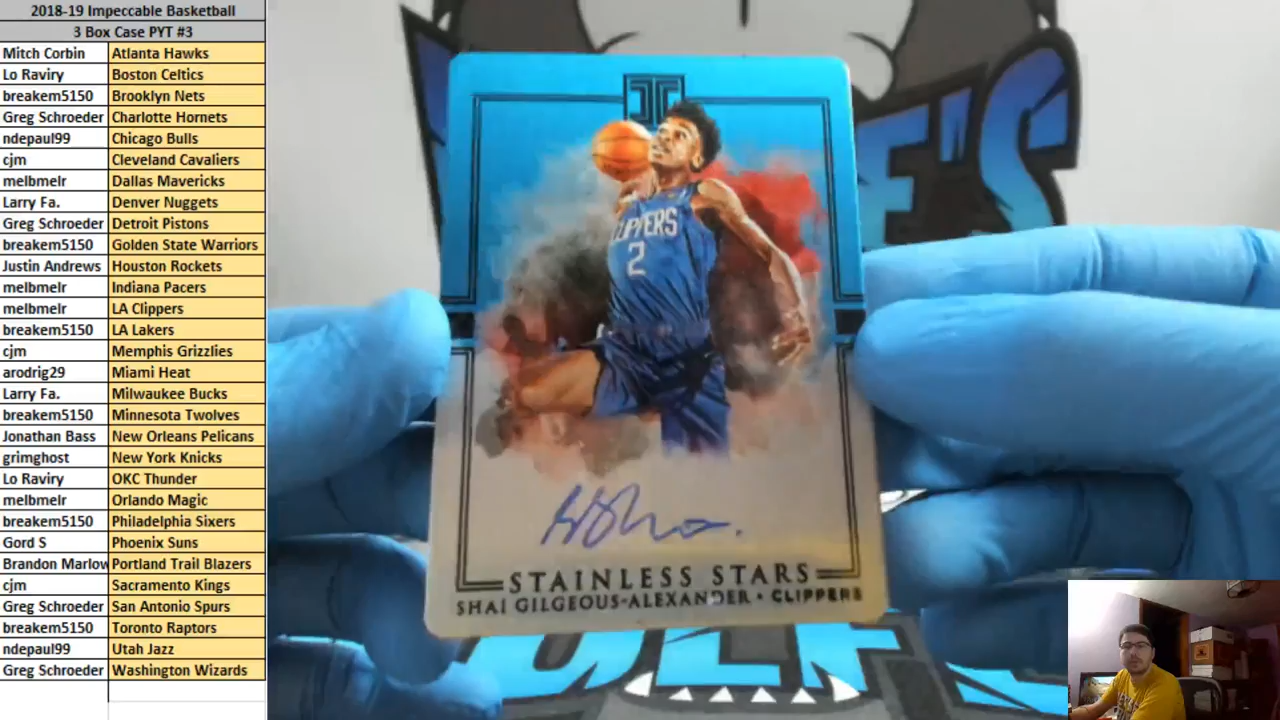 2018-19 Impeccable Basketball
3 Box Case PYT #3
Mitch Corbin Atlanta Hawks
Lo Raviry Boston Celtics
breakem5150 Brooklyn Nets
Greg Schroeder Charlotte Hornets
ndepaul99 Chicago Bulls
cjm Cleveland Cavaliers
melbmelr Dallas Mavericks
Larry Fa. Denver Nuggets
Greg Schroeder Detroit Pistons
breakem5150 Golden State Warriors
Justin Andrews Houston Rockets
melbmelr Indiana Pacers
melbmelr LA Clippers
breakem5150 LA Lakers
cjm Memphis Grizzlies
arodrig29 Miami Heat
Larry Fa. Milwaukee Bucks
breakem5150 Minnesota Twolves
Jonathan Bass New Orleans Pelicans
grimghost New York Knicks
Lo Raviry OKC Thunder
melbmelr Orlando Magic
breakem5150 Philadelphia Sixers
Gord S Phoenix Suns
Brandon Marlow Portland Trail Blazers
cjm Sacramento Kings
Greg Schroeder San Antonio Spurs
breakem5150 Toronto Raptors
ndepaul99 Utah Jazz
Greg Schroeder Washington Wizards
CLIPPERS
2
STAINLESS STARS
SHAI GILGEOUS-ALEXANDER • CLIPPERS